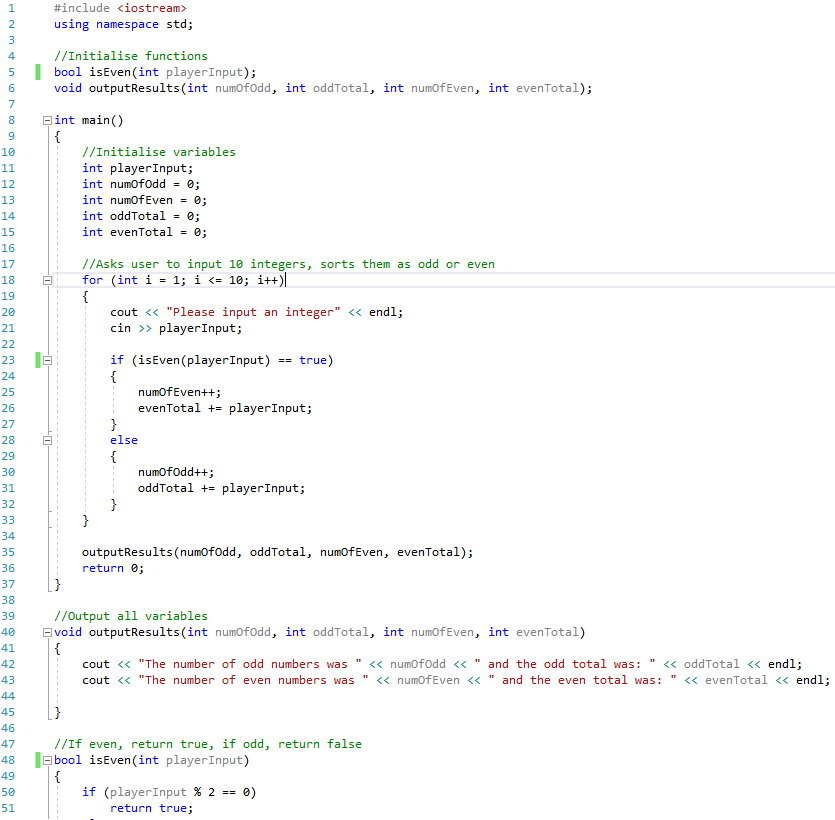 1 #include <iostream>
2 using namespace std;
3
4 //Initialise functions
5 bool isEven(int playerInput);
6 void outputResults(int numOfOdd, int oddTotal, int numOfEven, int evenTotal);
7
8 int main()
9 {
10 //Initialise variables
11 int playerInput;
12 int numOfOdd = 0;
13 int numOfEven = 0;
14 int oddTotal = 0;
15 int evenTotal = 0;
16
17 //Asks user to input 10 integers, sorts them as odd or even
18 for (int i = 1; i <= 10; i++)
19 {
20 cout << "Please input an integer" << endl;
21 cin >> playerInput;
22
23 if (isEven(playerInput) == true)
24 {
25 numOfEven++;
26 evenTotal += playerInput;
27 }
28 else
29 {
30 numOfOdd++;
31 oddTotal += playerInput;
32 }
33 }
34
35 outputResults(numOfOdd, oddTotal, numOfEven, evenTotal);
36 return 0;
37 }
38
39 //Output all variables
40 void outputResults(int numOfOdd, int oddTotal, int numOfEven, int evenTotal)
41 {
42 cout << "The number of odd numbers was " << numOfOdd << " and the odd total was: " << oddTotal << endl;
43 cout << "The number of even numbers was " << numOfEven << " and the even total was: " << evenTotal << endl;
44
45 }
46
47 //If even, return true, if odd, return false
48 bool isEven(int playerInput)
49 {
50 if (playerInput % 2 == 0)
51 return true;